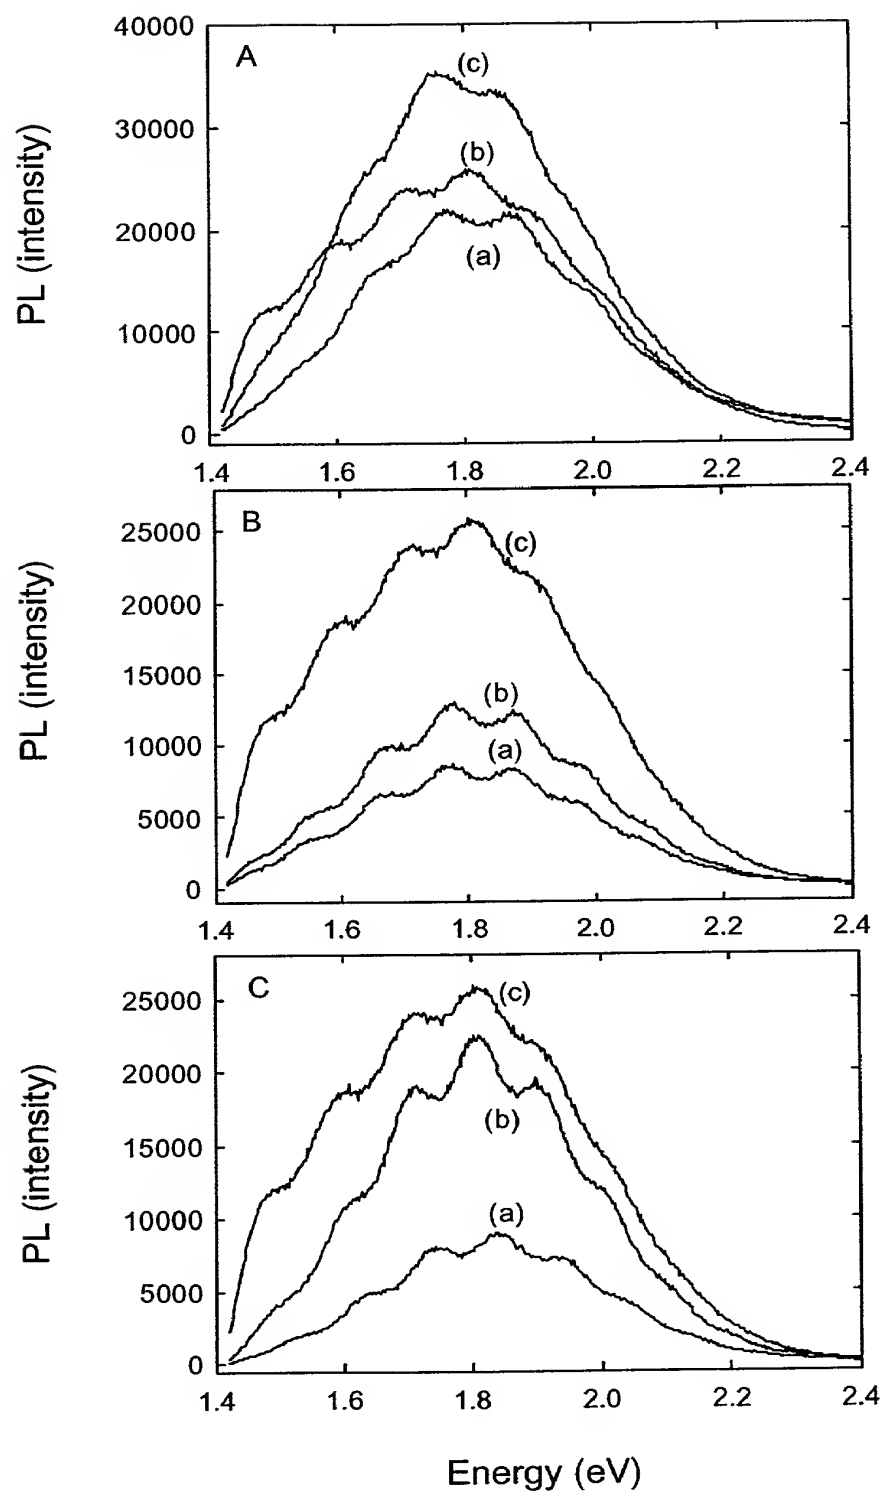 40000
A
(c)
30000
(b)
PL (intensity)
20000
(a)
10000
0
1.4 1.6 1.8 2.0 2.2 2.4
B
25000
(c)
20000
PL (intensity)
15000
(b)
10000
(a)
5000
0
1.4 1.6 1.8 2.0 2.2 2.4
C
25000
(c)
20000
(b)
PL (intensity)
15000
10000
(a)
5000
0
1.4 1.6 1.8 2.0 2.2 2.4
Energy (eV)